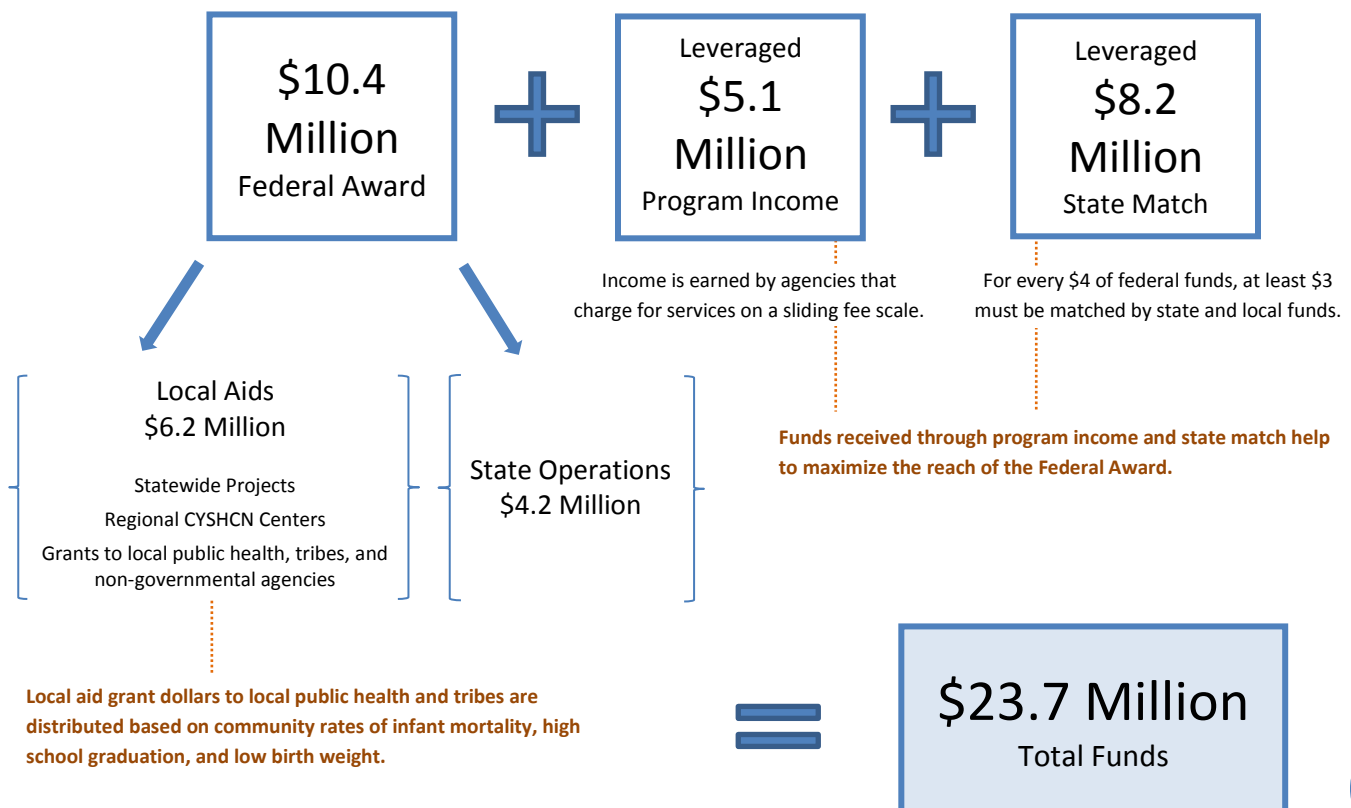 $10.4
Million
Federal Award
Leveraged
$5.1
Million
Program Income
Leveraged
$8.2
Million
State Match
Income is earned by agencies that
charge for services on a sliding fee scale.
For every $4 of federal funds, at least $3
must be matched by state and local funds.
Local Aids
$6.2 Million
Statewide Projects
Regional CYSHCN Centers
Grants to local public health, tribes, and
non-governmental agencies
State Operations
$4.2 Million
Funds received through program income and state match help
to maximize the reach of the Federal Award.
Local aid grant dollars to local public health and tribes are
distributed based on community rates of infant mortality, high
school graduation, and low birth weight.
$23.7 Million
Total Funds